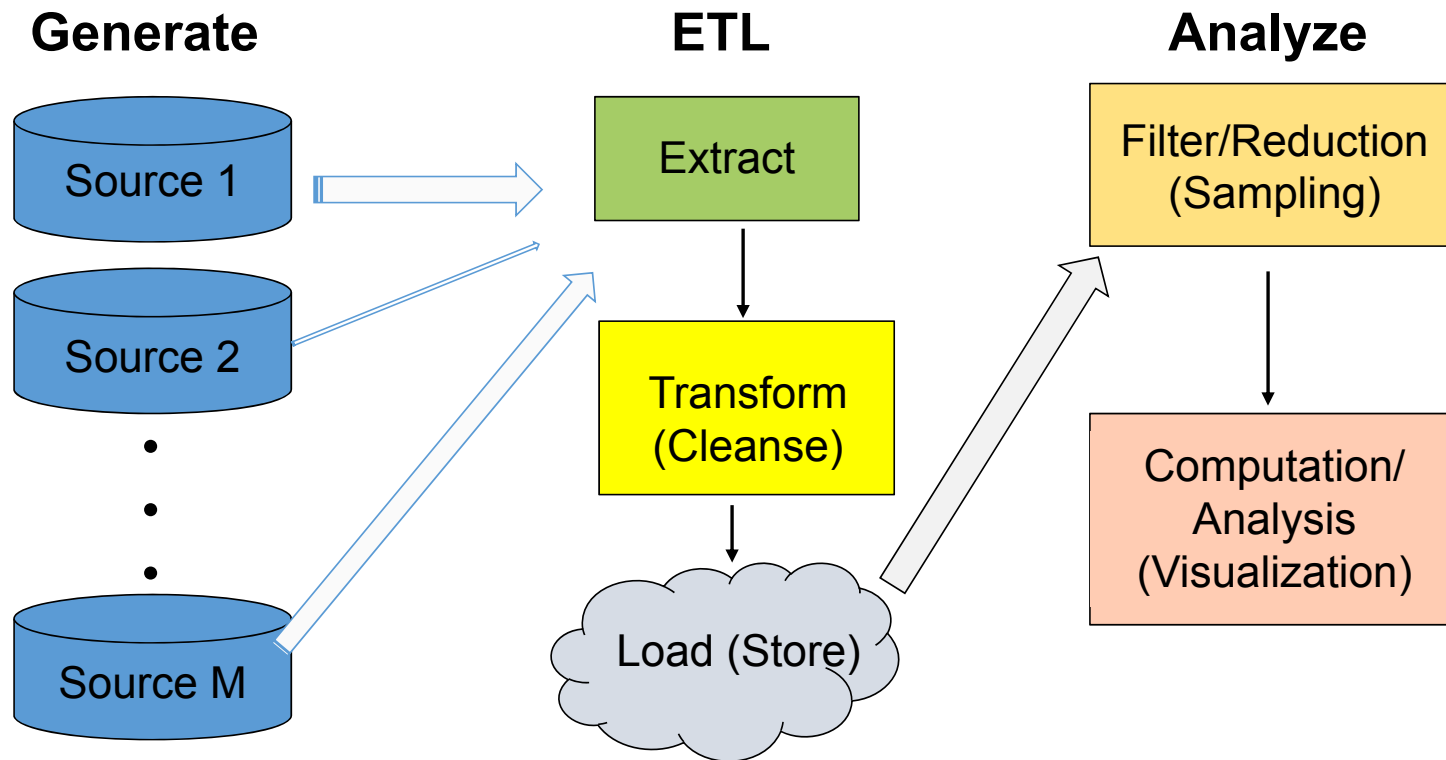 Generate
ETL
Analyze
Source 1
Source 2
Source M
Extract
Transform
(Cleanse)
Load (Store)
Filter/Reduction
(Sampling)
Computation/
Analysis
(Visualization)